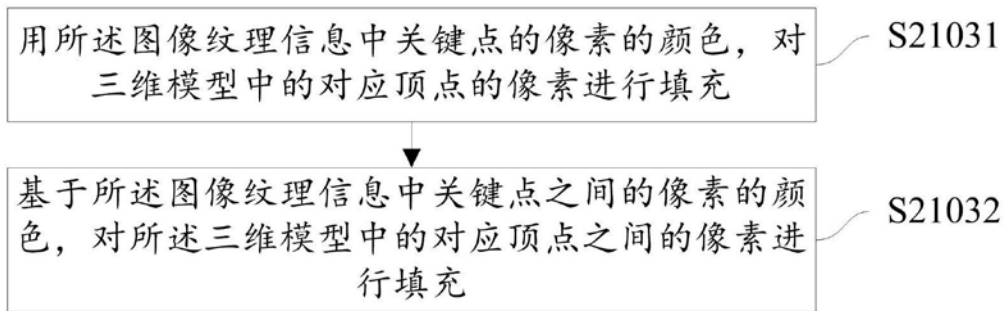 用所述图像纹理信息中关键点的像素的颜色，对
三维模型中的对应顶点的像素进行填充
S21031
基于所述图像纹理信息中关键点之间的像素的颜
色，对所述三维模型中的对应顶点之间的像素进
行填充
S21032